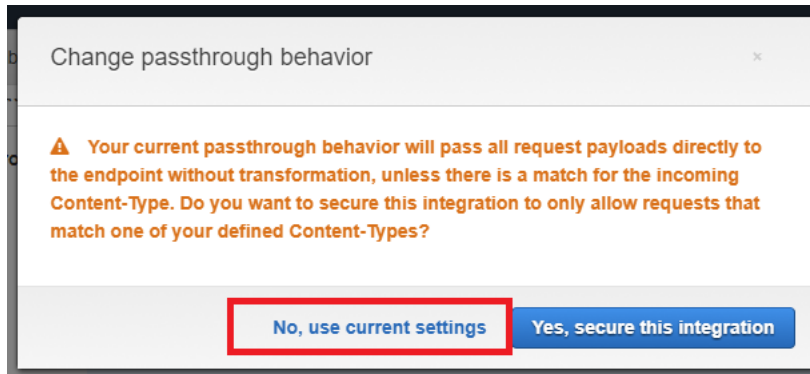 Change passthrough behavior ×
Your current passthrough behavior will pass all request payloads directly to
the endpoint without transformation, unless there is a match for the incoming
Content-Type. Do you want to secure this integration to only allow requests that
match one of your defined Content-Types?
No, use current settings Yes, secure this integration